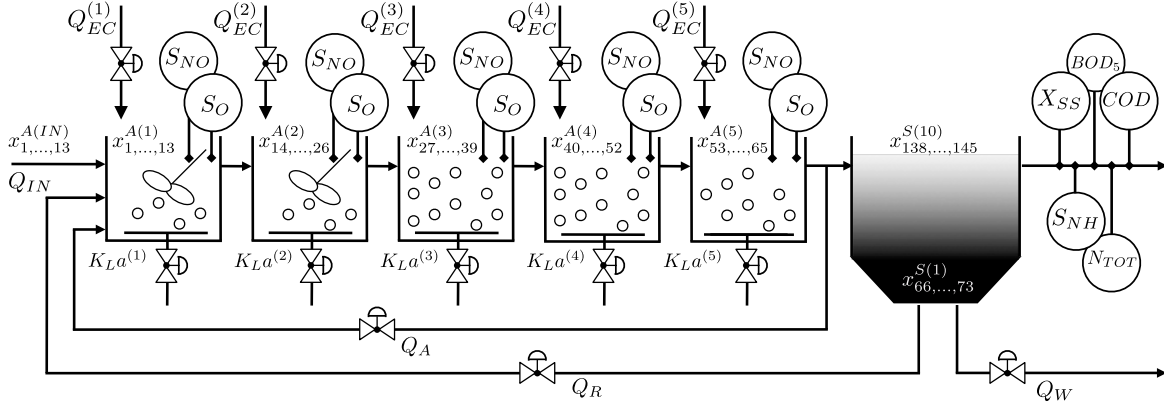 Q_{EC}^{(1)} Q_{EC}^{(2)} Q_{EC}^{(3)} Q_{EC}^{(4)} Q_{EC}^{(5)}
S_{NO} S_{NO} S_{NO} S_{NO} S_{NO} BOD_5
S_O S_O S_O S_O S_O X_{SS} COD
x_{1,...,13}^{A(IN)} x_{1,...,13}^{A(1)} x_{14,...,26}^{A(2)} x_{27,...,39}^{A(3)} x_{40,...,52}^{A(4)} x_{53,...,65}^{A(5)} x_{138,...,145}^{S(10)}
Q_{IN}
S_{NH}
K_La^{(1)} K_La^{(2)} K_La^{(3)} K_La^{(4)} K_La^{(5)} N_{TOT}
x_{66,...,73}^{S(1)}
Q_A
Q_R Q_W